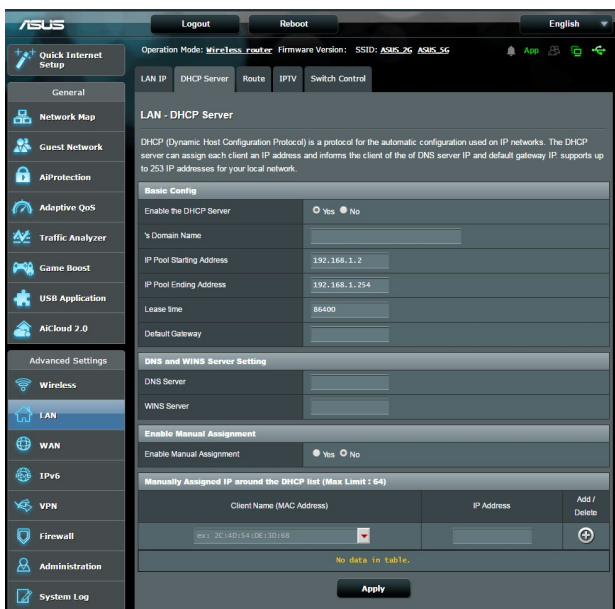 ASUS
Logout Reboot English
Quick Internet
Setup
Operation Mode: Wireless router Firmware Version: SSID: ASUS_2G ASUS_5G
App
LAN IP DHCP Server Route IPTV Switch Control
General
Network Map
Guest Network
AiProtection
Adaptive QoS
Traffic Analyzer
Game Boost
USB Application
AiCloud 2.0
Advanced Settings
Wireless
LAN
WAN
IPv6
VPN
Firewall
Administration
System Log
LAN - DHCP Server
DHCP (Dynamic Host Configuration Protocol) is a protocol for the automatic configuration used on IP networks. The DHCP
server can assign each client an IP address and informs the client of the of DNS server IP and default gateway IP. supports up
to 253 IP addresses for your local network.
Basic Config
Enable the DHCP Server Yes No
's Domain Name
IP Pool Starting Address 192.168.1.2
IP Pool Ending Address 192.168.1.254
Lease time 86400
Default Gateway
DNS and WINS Server Setting
DNS Server
WINS Server
Enable Manual Assignment
Enable Manual Assignment Yes No
Manually Assigned IP around the DHCP list (Max Limit : 64)
Client Name (MAC Address) IP Address Add /
Delete
ex: 2C:4D:54:DE:3D:68
No data in table.
Apply